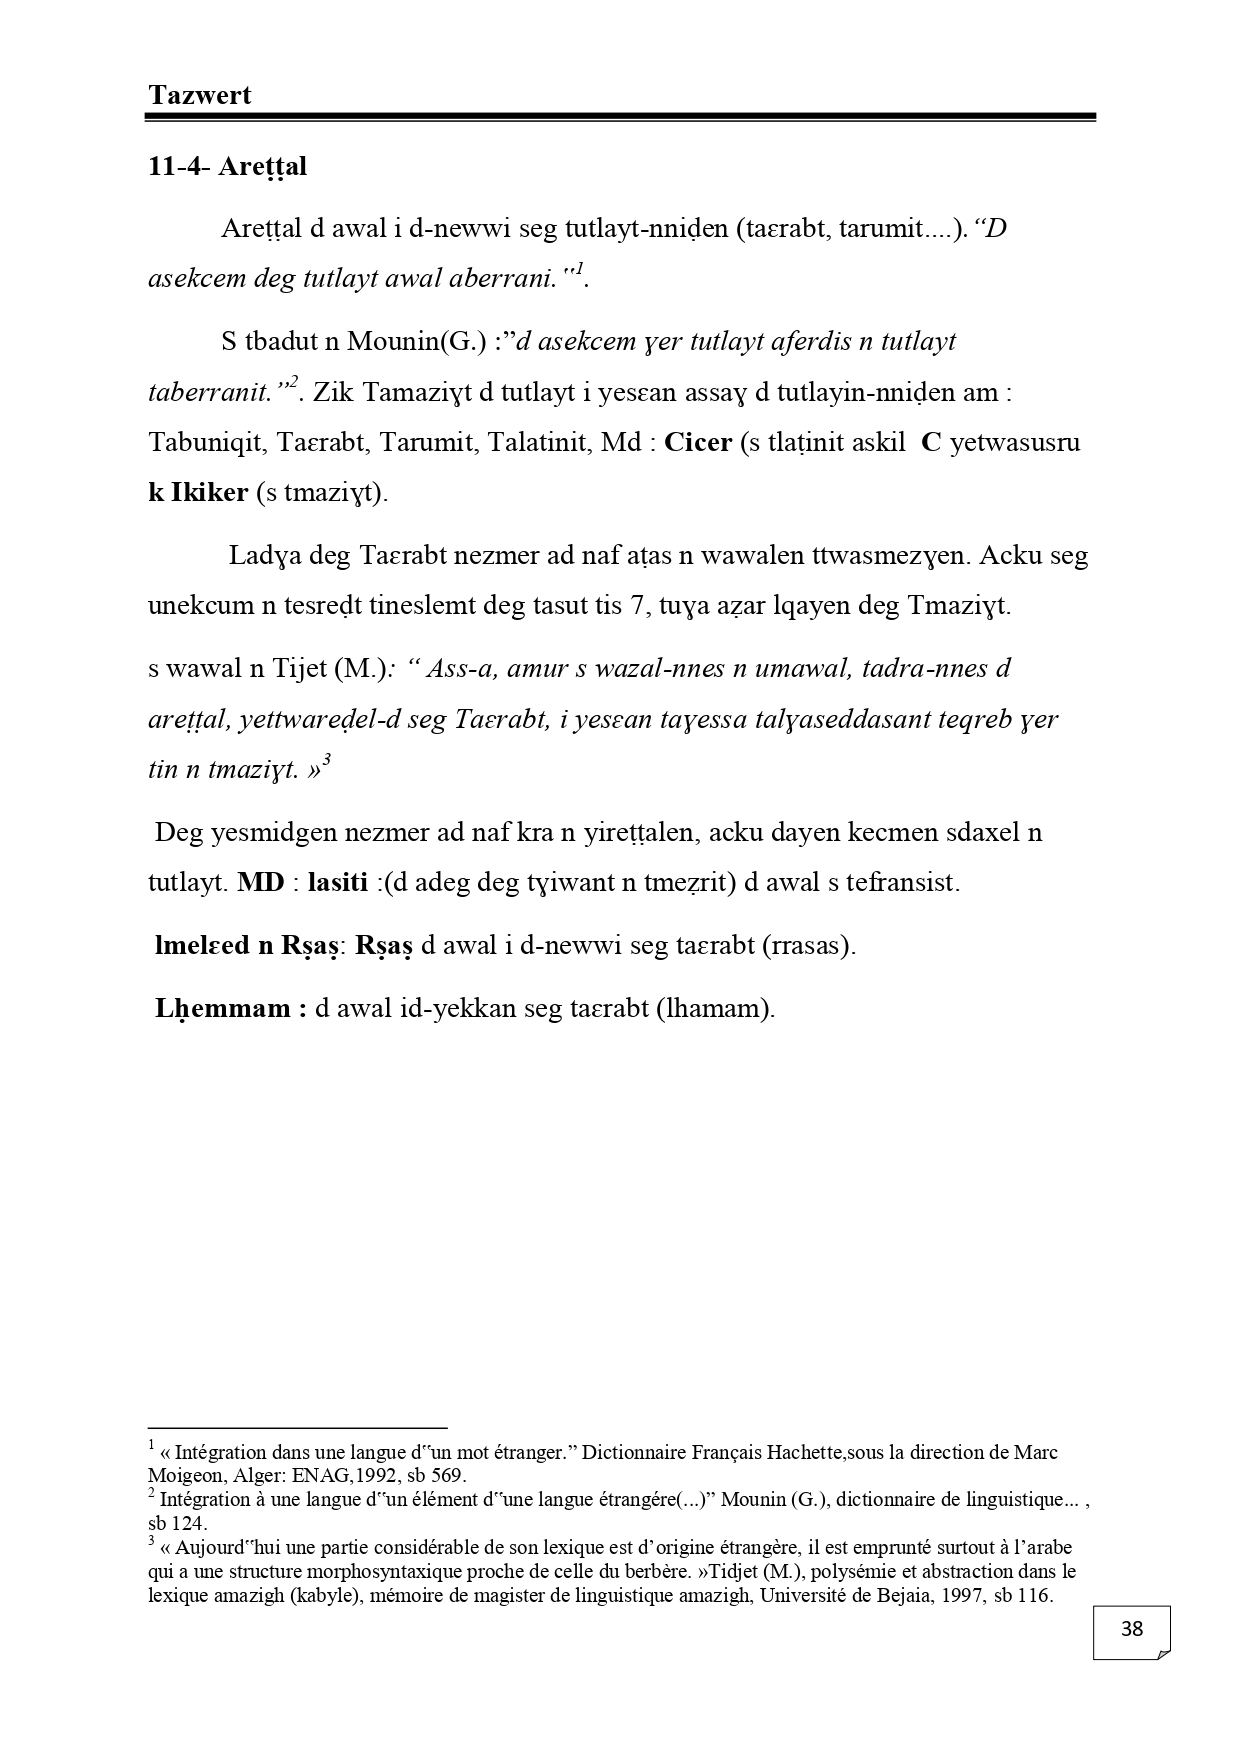 Tazwert
11-4- Areṭṭal
Areṭṭal d awal i d-newwi seg tutlayt-nniḍen (taɛrabt, tarumit....). “D
asekcem deg tutlayt awal aberrani.‟¹.
S tbadut n Mounin(G.) :”d asekcem ɣer tutlayt aferdis n tutlayt
taberranit.”². Zik Tamaziɣt d tutlayt i yesɛan assaɣ d tutlayin-nniḍen am :
Tabuniqit, Taɛrabt, Tarumit, Talatinit, Md : Cicer (s tlaṭinit askil  C yetwasusru
k Ikiker (s tmaziɣt).
Ladɣa deg Taɛrabt nezmer ad naf aṭas n wawalen ttwasmezɣen. Acku seg
unekcum n tesreḍt tineslemt deg tasut tis 7, tuɣa aẓar lqayen deg Tmaziɣt.
s wawal n Tijet (M.): “ Ass-a, amur s wazal-nnes n umawal, tadra-nnes d
areṭṭal, yettwareḍel-d seg Taɛrabt, i yesɛan taɣessa talɣaseddasant teqreb ɣer
tin n tmaziɣt. »³
Deg yesmidgen nezmer ad naf kra n yireṭṭalen, acku dayen kecmen sdaxel n
tutlayt. MD : lasiti :(d adeg deg tɣiwant n tmeẓrit) d awal s tefransist.
lmelɛed n Rṣaṣ: Rṣaṣ d awal i d-newwi seg taɛrabt (rrasas).
Lḥemmam : d awal id-yekkan seg taɛrabt (lhamam).
¹ « Intégration dans une langue d‟un mot étranger.” Dictionnaire Français Hachette,sous la direction de Marc
Moigeon, Alger: ENAG,1992, sb 569.
² Intégration à une langue d‟un élément d‟une langue étrangére(...)” Mounin (G.), dictionnaire de linguistique... ,
sb 124.
³ « Aujourd‟hui une partie considérable de son lexique est d’origine étrangère, il est emprunté surtout à l’arabe
qui a une structure morphosyntaxique proche de celle du berbère. »Tidjet (M.), polysémie et abstraction dans le
lexique amazigh (kabyle), mémoire de magister de linguistique amazigh, Université de Bejaia, 1997, sb 116.
38